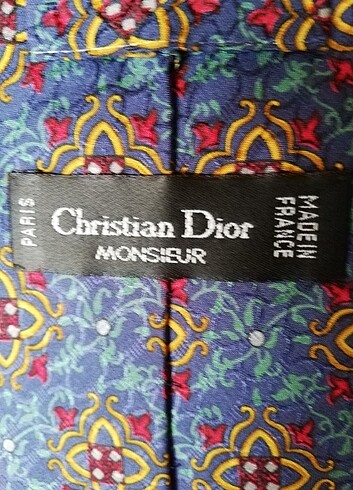 PARIS
Christian Dior
MONSIEUR
MADE IN
FRANCE